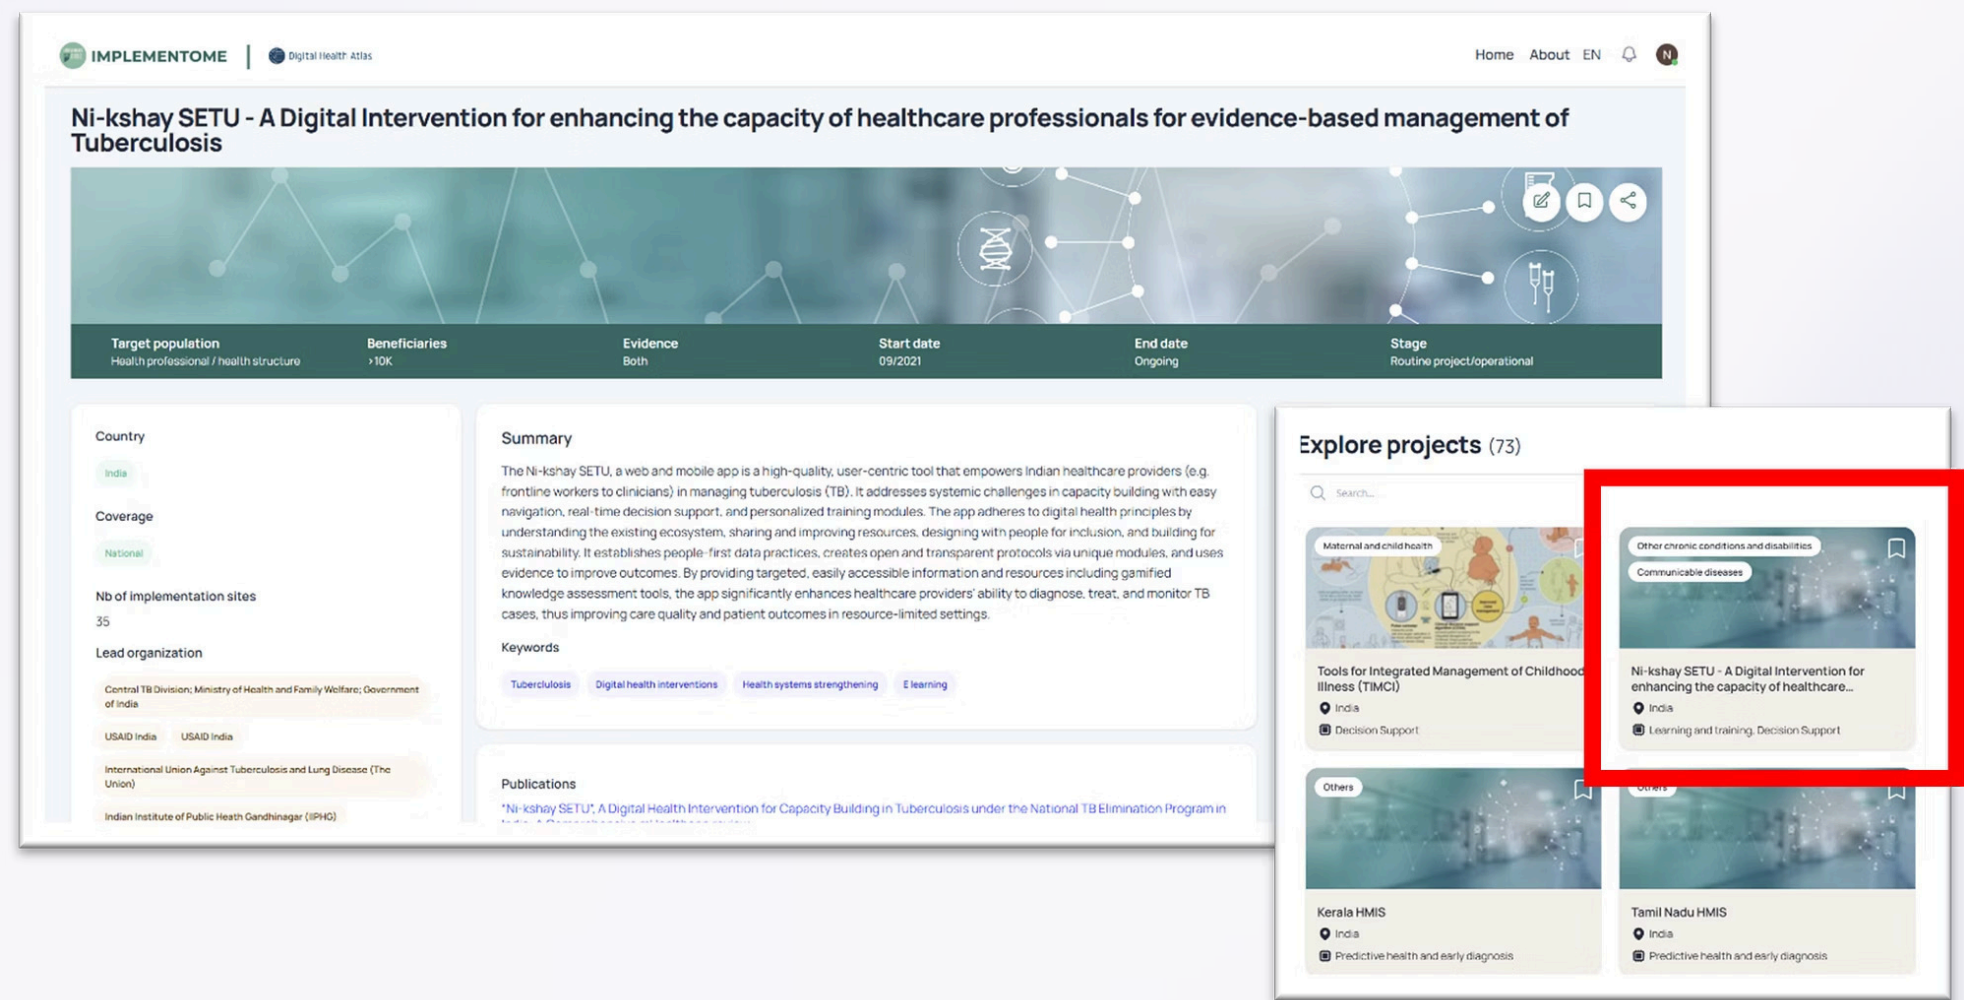 IMPLEMENTOME
Digital Health Atlas
Home About EN N
Ni-kshay SETU - A Digital Intervention for enhancing the capacity of healthcare professionals for evidence-based management of
Tuberculosis
Target population
Health professional / health structure
Beneficiaries
>10K
Evidence
Both
Start date
09/2021
End date
Ongoing
Stage
Routine project/operational
Country
India
Coverage
National
Nb of implementation sites
35
Lead organization
Central TB Division; Ministry of Health and Family Welfare; Government
of India
USAID India USAID India
International Union Against Tuberculosis and Lung Disease (The
Union)
Indian Institute of Public Heath Gandhinagar (IIPHG)
Summary
The Ni-kshay SETU, a web and mobile app is a high-quality, user-centric tool that empowers Indian healthcare providers (e.g.
frontline workers to clinicians) in managing tuberculosis (TB). It addresses systemic challenges in capacity building with easy
navigation, real-time decision support, and personalized training modules. The app adheres to digital health principles by
understanding the existing ecosystem, sharing and improving resources, designing with people for inclusion, and building for
sustainability. It establishes people-first data practices, creates open and transparent protocols via unique modules, and uses
evidence to improve outcomes. By providing targeted, easily accessible information and resources including gamified
knowledge assessment tools, the app significantly enhances healthcare providers' ability to diagnose, treat, and monitor TB
cases, thus improving care quality and patient outcomes in resource-limited settings.
Keywords
Tuberclulosis Digital health interventions Health systems strengthening E learning
Publications
"Ni-kshay SETU", A Digital Health Intervention for Capacity Building in Tuberculosis under the National TB Elimination Program in
Explore projects (73)
Search...
Maternal and child health
Tools for Integrated Management of Childhood
Illness (TIMCI)
India
Decision Support
Other chronic conditions and disabilities
Communicable diseases
Ni-kshay SETU - A Digital Intervention for
enhancing the capacity of healthcare...
India
Learning and training, Decision Support
Others
Kerala HMIS
India
Predictive health and early diagnosis
Others
Tamil Nadu HMIS
India
Predictive health and early diagnosis